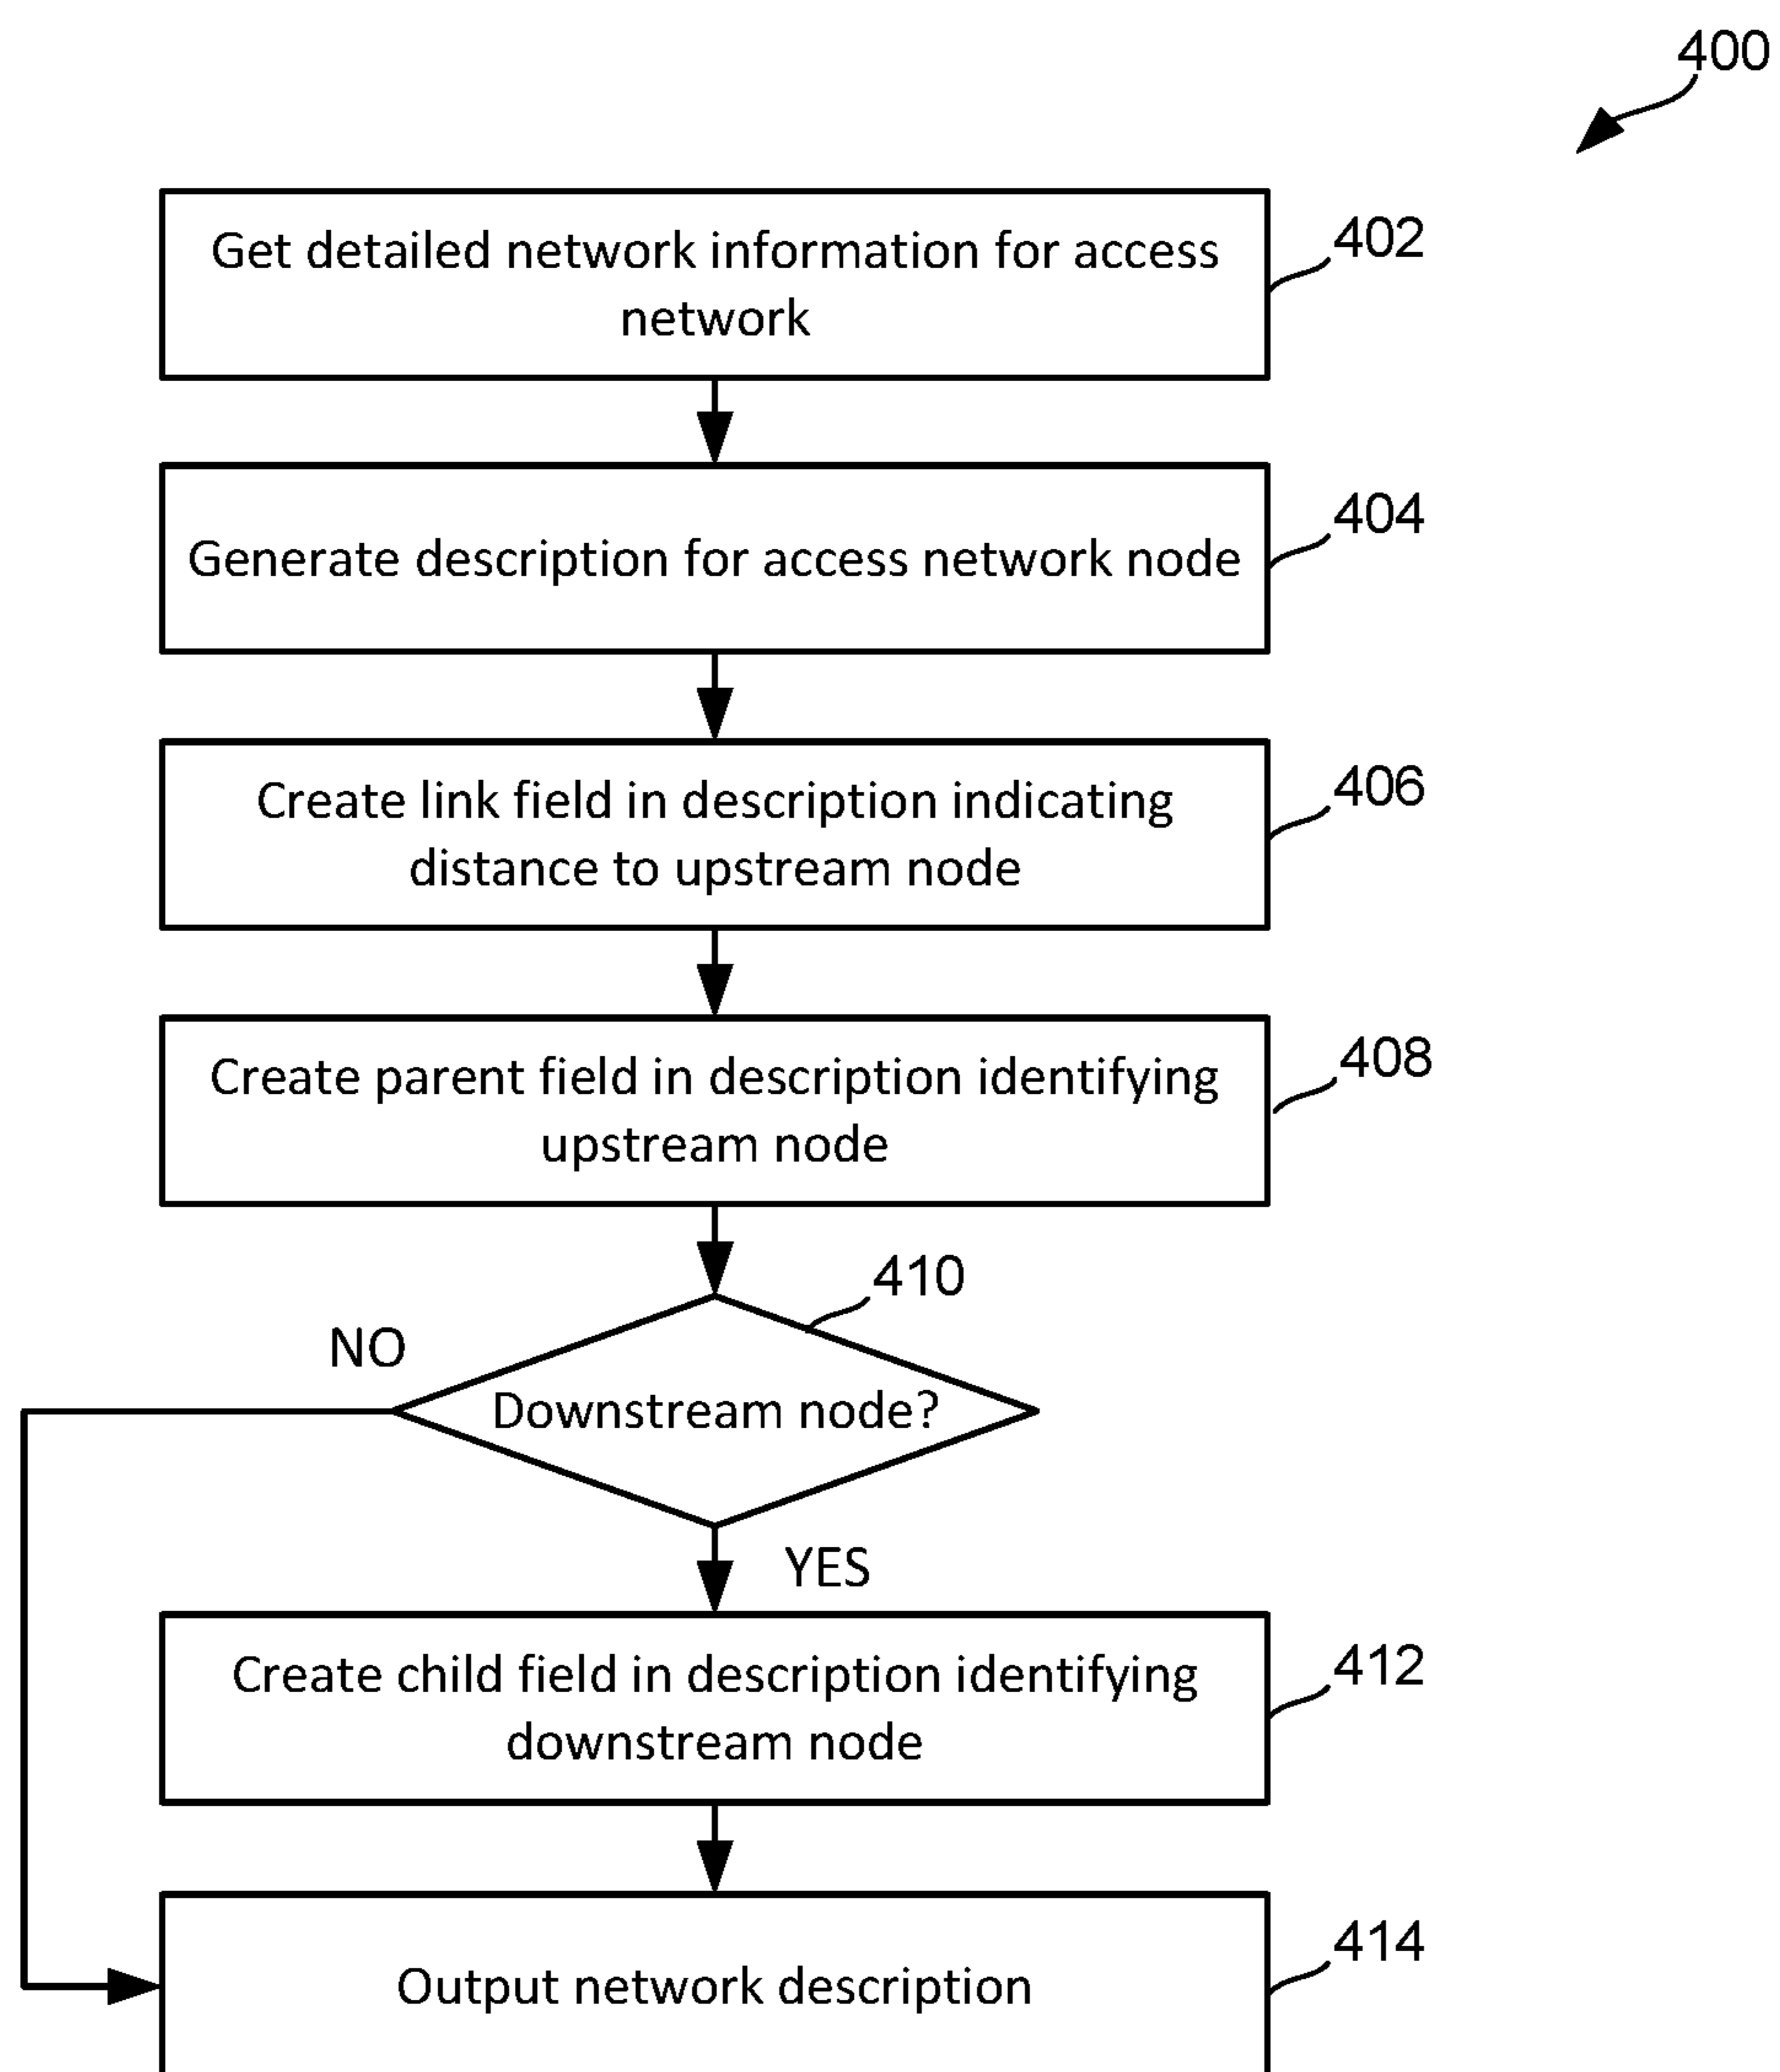 400
Get detailed network information for access
network
402
Generate description for access network node
404
Create link field in description indicating
distance to upstream node
406
Create parent field in description identifying
upstream node
408
410
NO
Downstream node?
YES
Create child field in description identifying
downstream node
412
Output network description
414